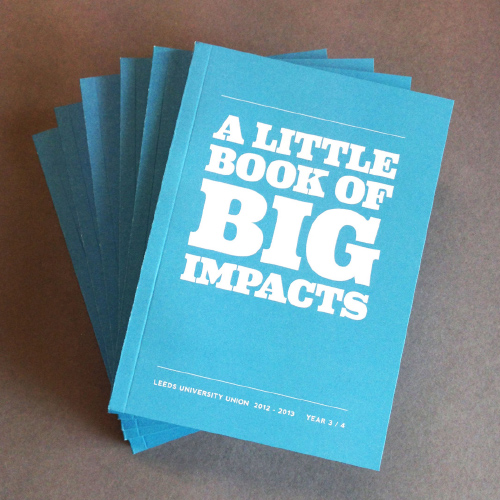 A LITTLE
BOOK OF
BIG
IMPACTS
LEEDS UNIVERSITY UNION 2012 - 2013 YEAR 3 / 4